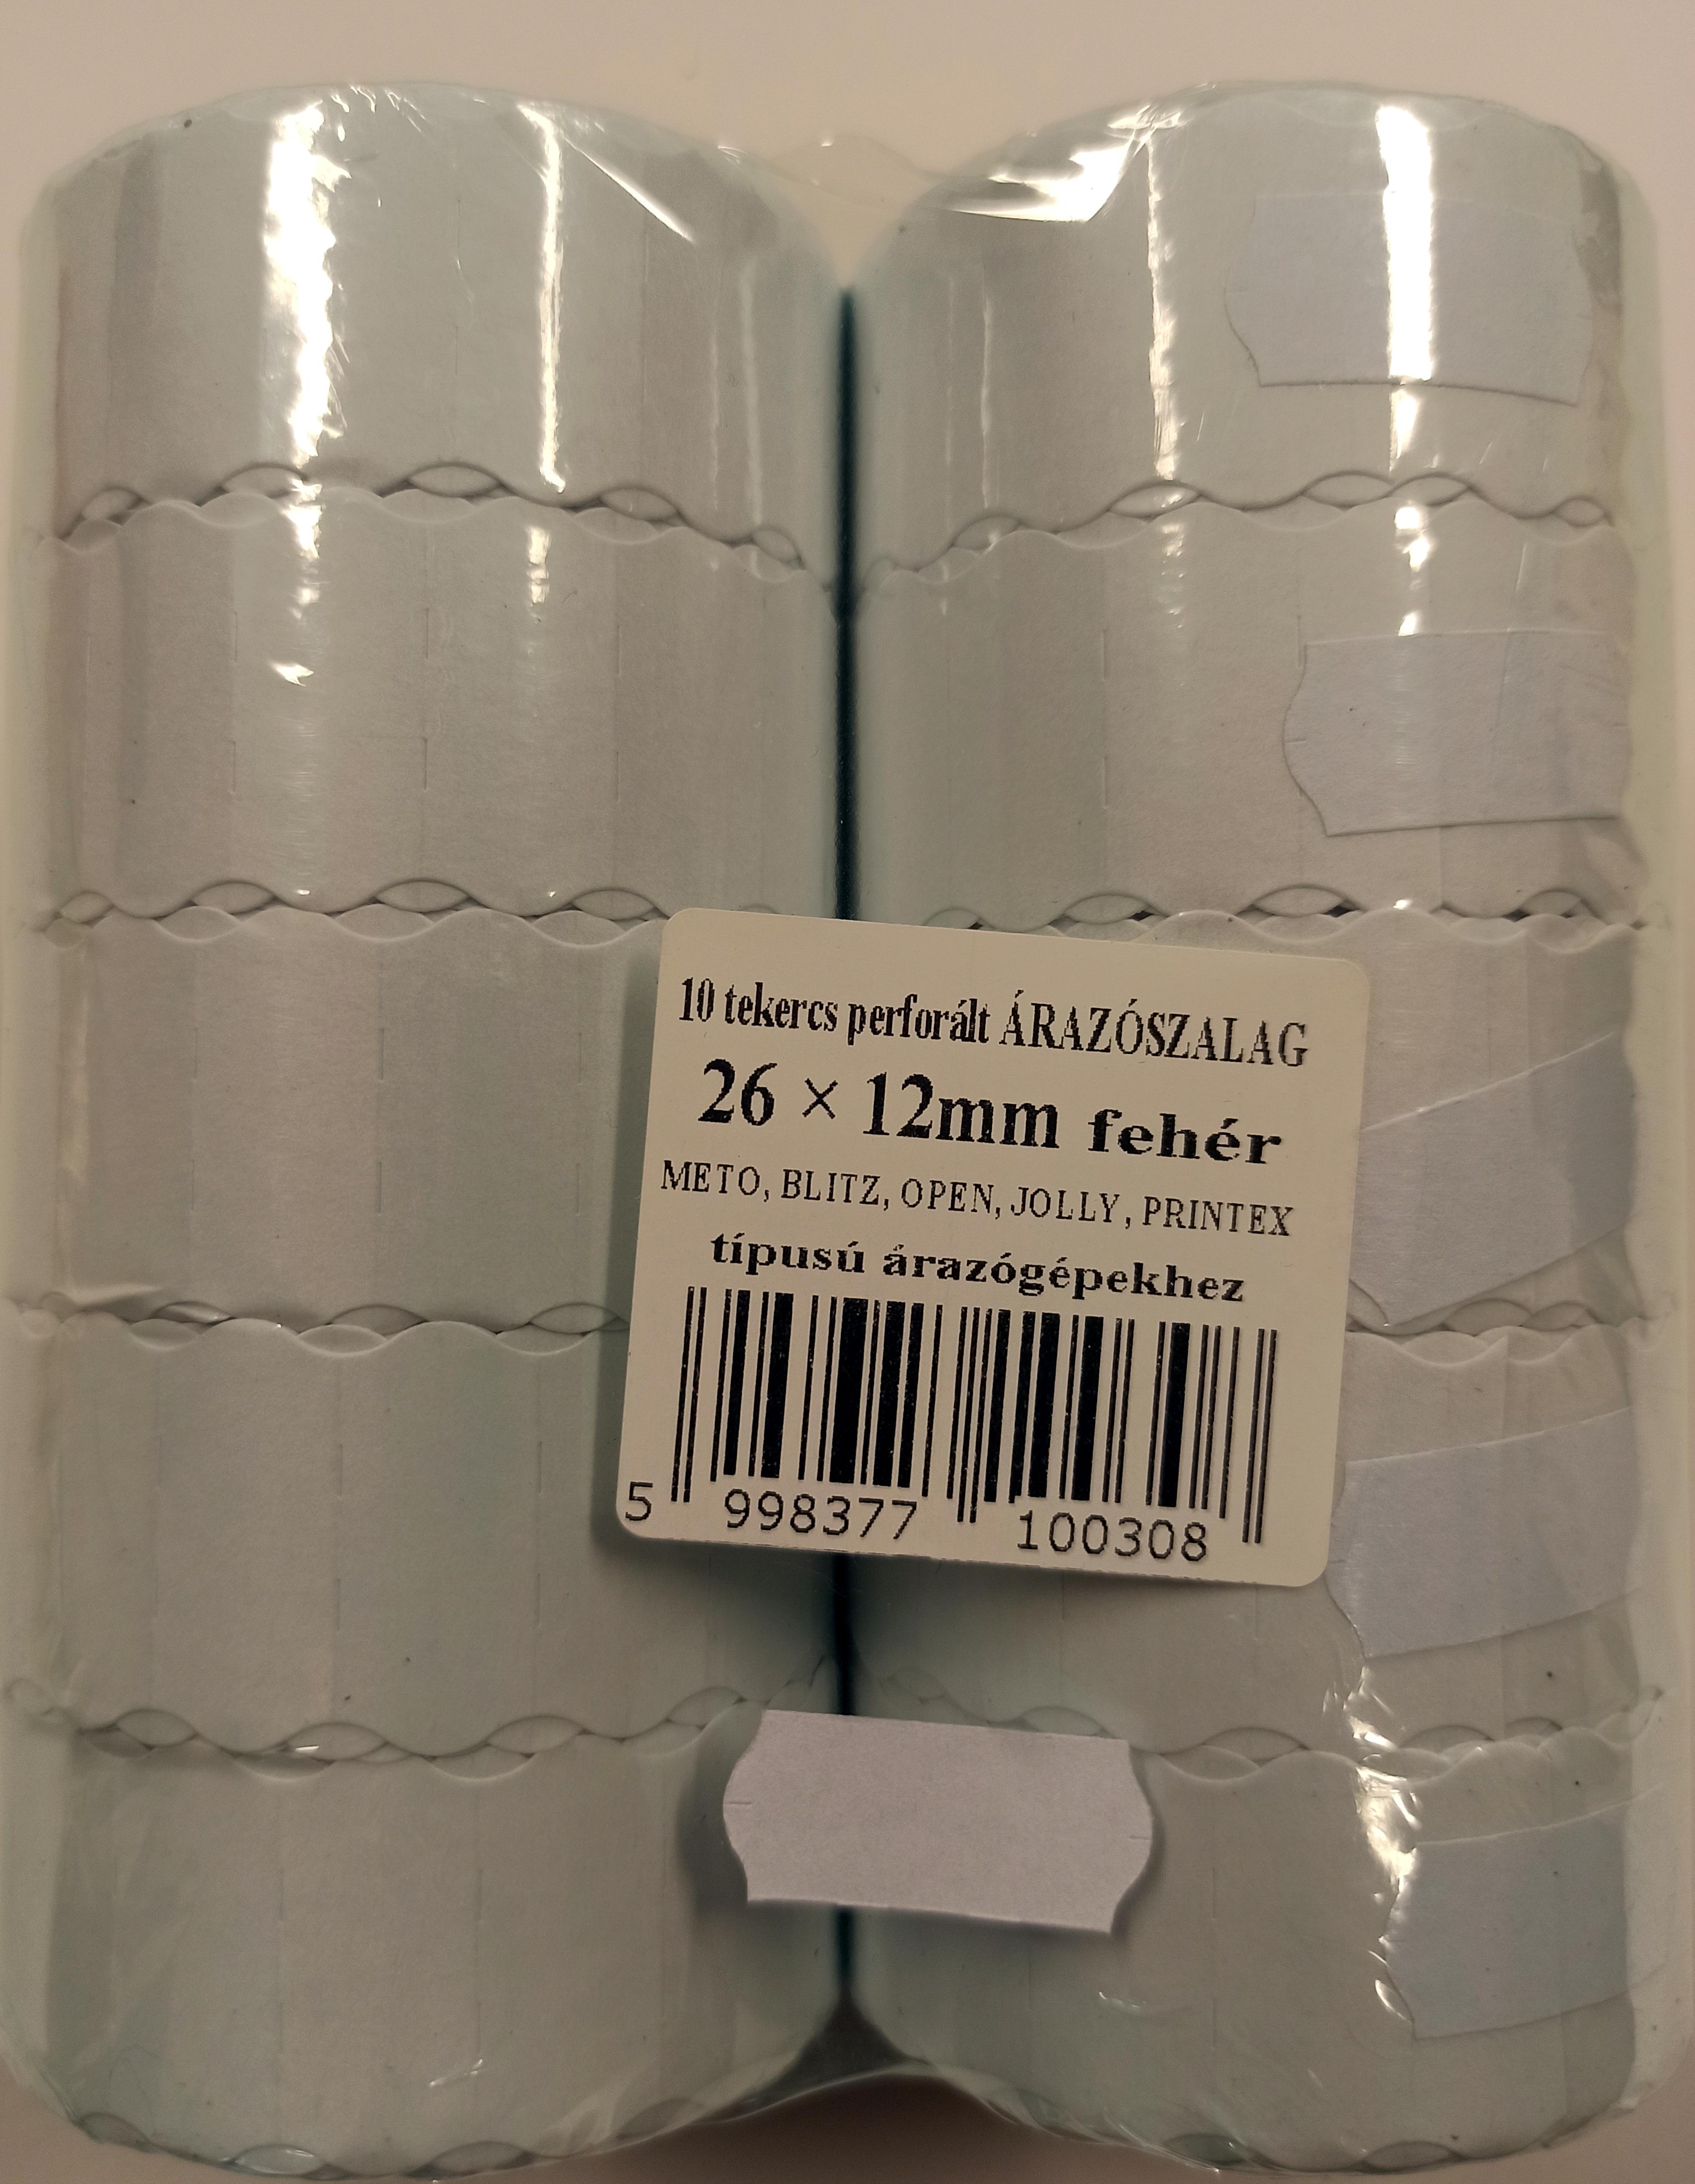 10 tekercs perforált ÁRAZÓSZALAG
26 × 12mm fehér
METO, BLITZ, OPEN, JOLLY, PRINTEX
típusú árazógépekhez
5 998377 100308